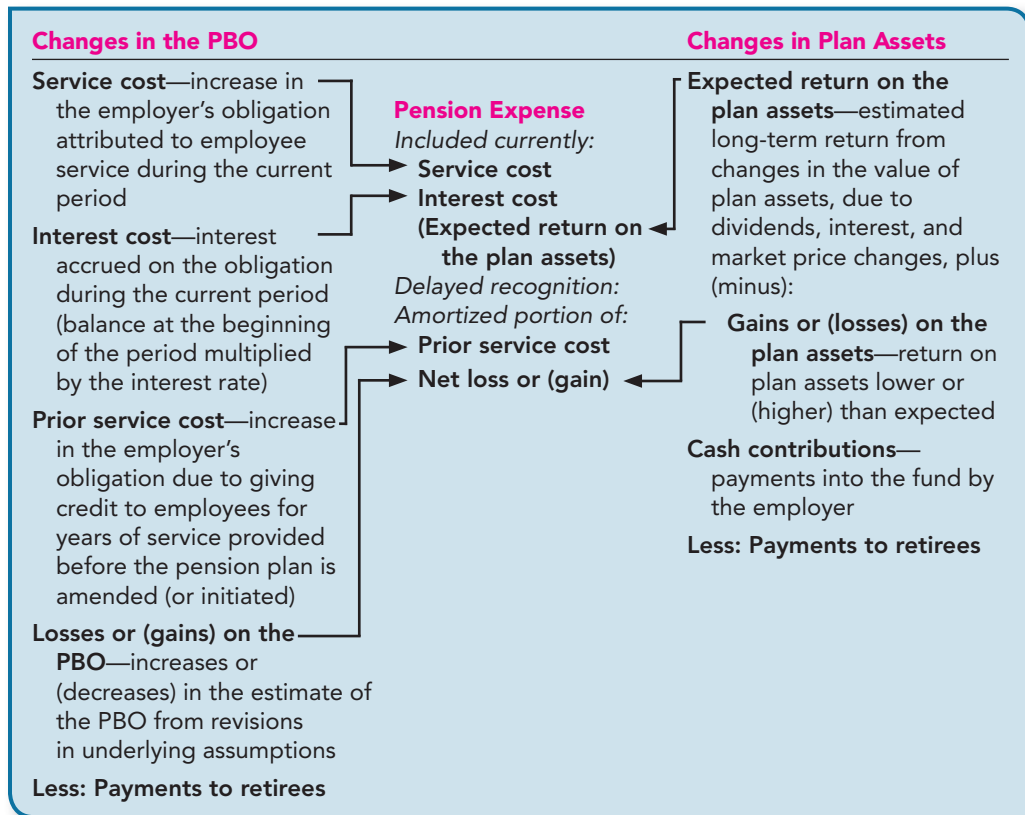 Changes in the PBO
Service cost—increase in
the employer's obligation
attributed to employee
service during the current
period
Interest cost—interest
accrued on the obligation
during the current period
(balance at the beginning
of the period multiplied
by the interest rate)
Prior service cost—increase
in the employer's
obligation due to giving
credit to employees for
years of service provided
before the pension plan is
amended (or initiated)
Losses or (gains) on the
PBO—increases or
(decreases) in the estimate of
the PBO from revisions
in underlying assumptions
Less: Payments to retirees
Pension Expense
Included currently:
Service cost
Interest cost
(Expected return on
the plan assets)
Delayed recognition:
Amortized portion of:
Prior service cost
Net loss or (gain)
Changes in Plan Assets
Expected return on the
plan assets—estimated
long-term return from
changes in the value of
plan assets, due to
dividends, interest, and
market price changes, plus
(minus):
Gains or (losses) on the
plan assets—return on
plan assets lower or
(higher) than expected
Cash contributions—
payments into the fund by
the employer
Less: Payments to retirees